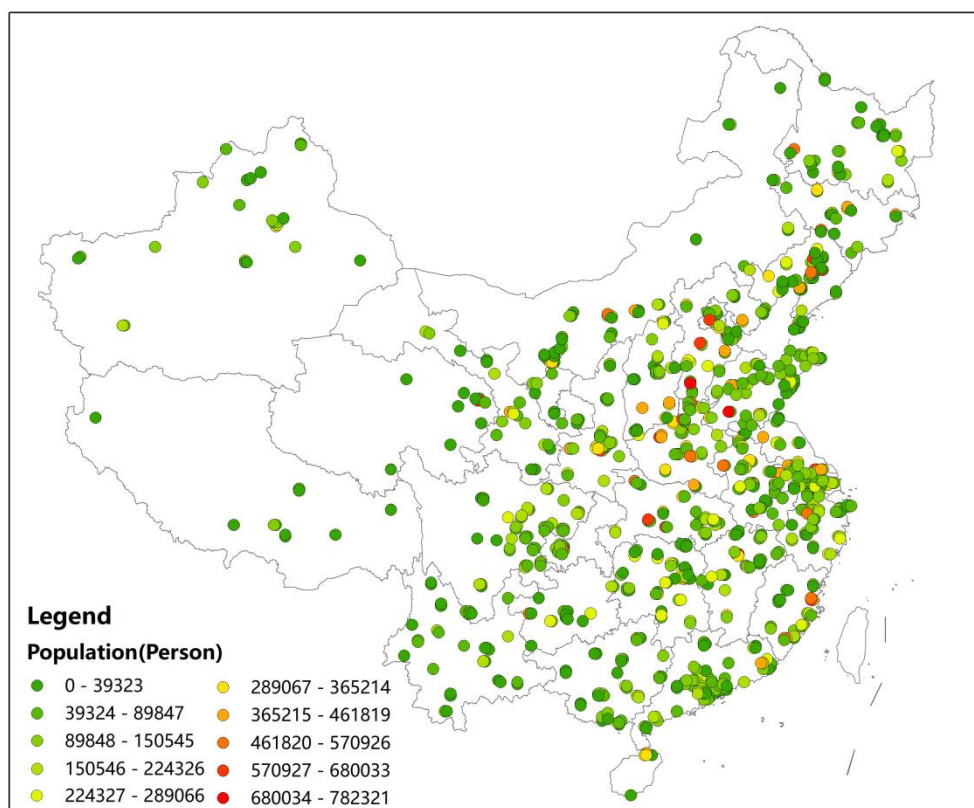 Legend
Population(Person)
0 - 39323
39324 - 89847
89848 - 150545
150546 - 224326
224327 - 289066
289067 - 365214
365215 - 461819
461820 - 570926
570927 - 680033
680034 - 782321